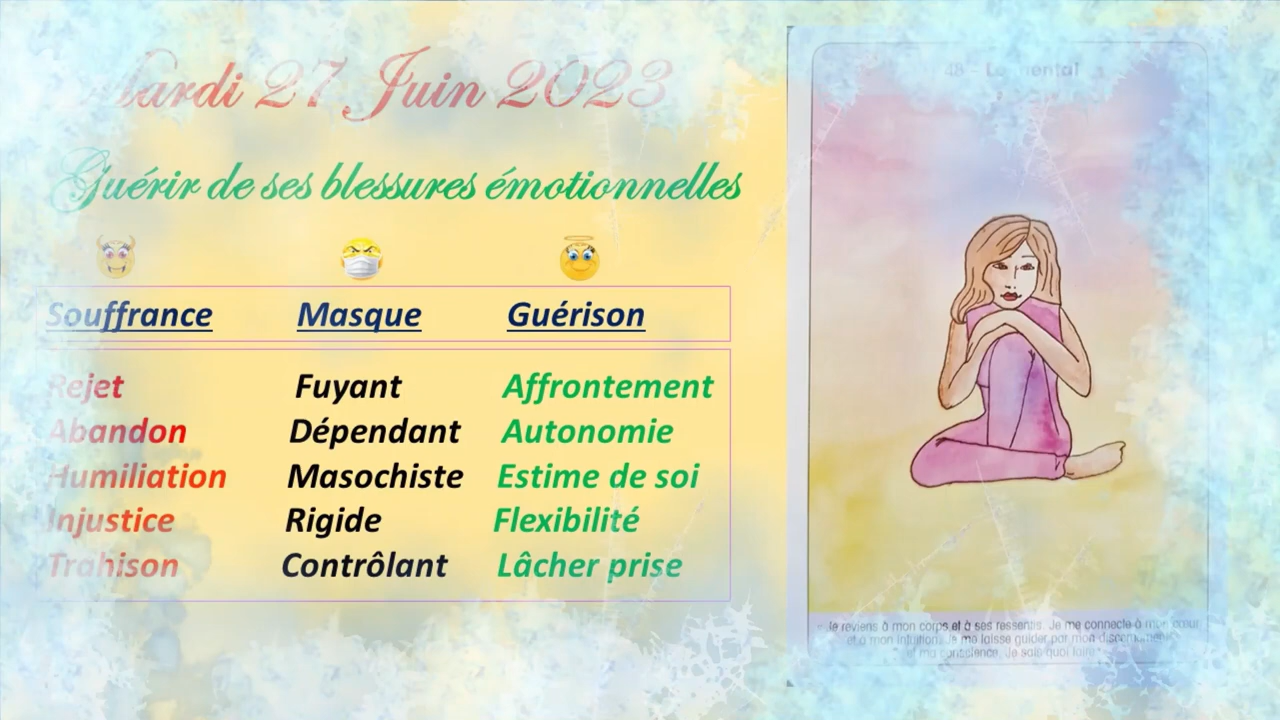 Mardi 27 Juin 2023
Guérir de ses blessures émotionnelles
Souffrance Masque Guérison
Rejet Fuyant Affrontement
Abandon Dépendant Autonomie
Humiliation Masochiste Estime de soi
Injustice Rigide Flexibilité
Trahison Contrôlant Lâcher prise
48 - Le mental
" Je reviens à mon corps et à ses ressentis. Je me connecte à mon cœur
et à mon intuition. Je me laisse guider par mon discernement
et ma conscience. Je sais quoi faire "